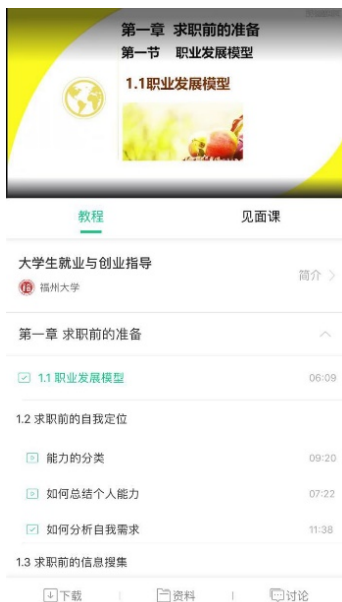 第一章 求职前的准备
第一节 职业发展模型
1.1职业发展模型
教程 见面课
大学生就业与创业指导
简介
福州大学
第一章 求职前的准备
1.1 职业发展模型 06:09
1.2 求职前的自我定位
能力的分类 09:20
如何总结个人能力 07:22
如何分析自我需求 11:38
1.3 求职前的信息搜集
下载 资料 讨论